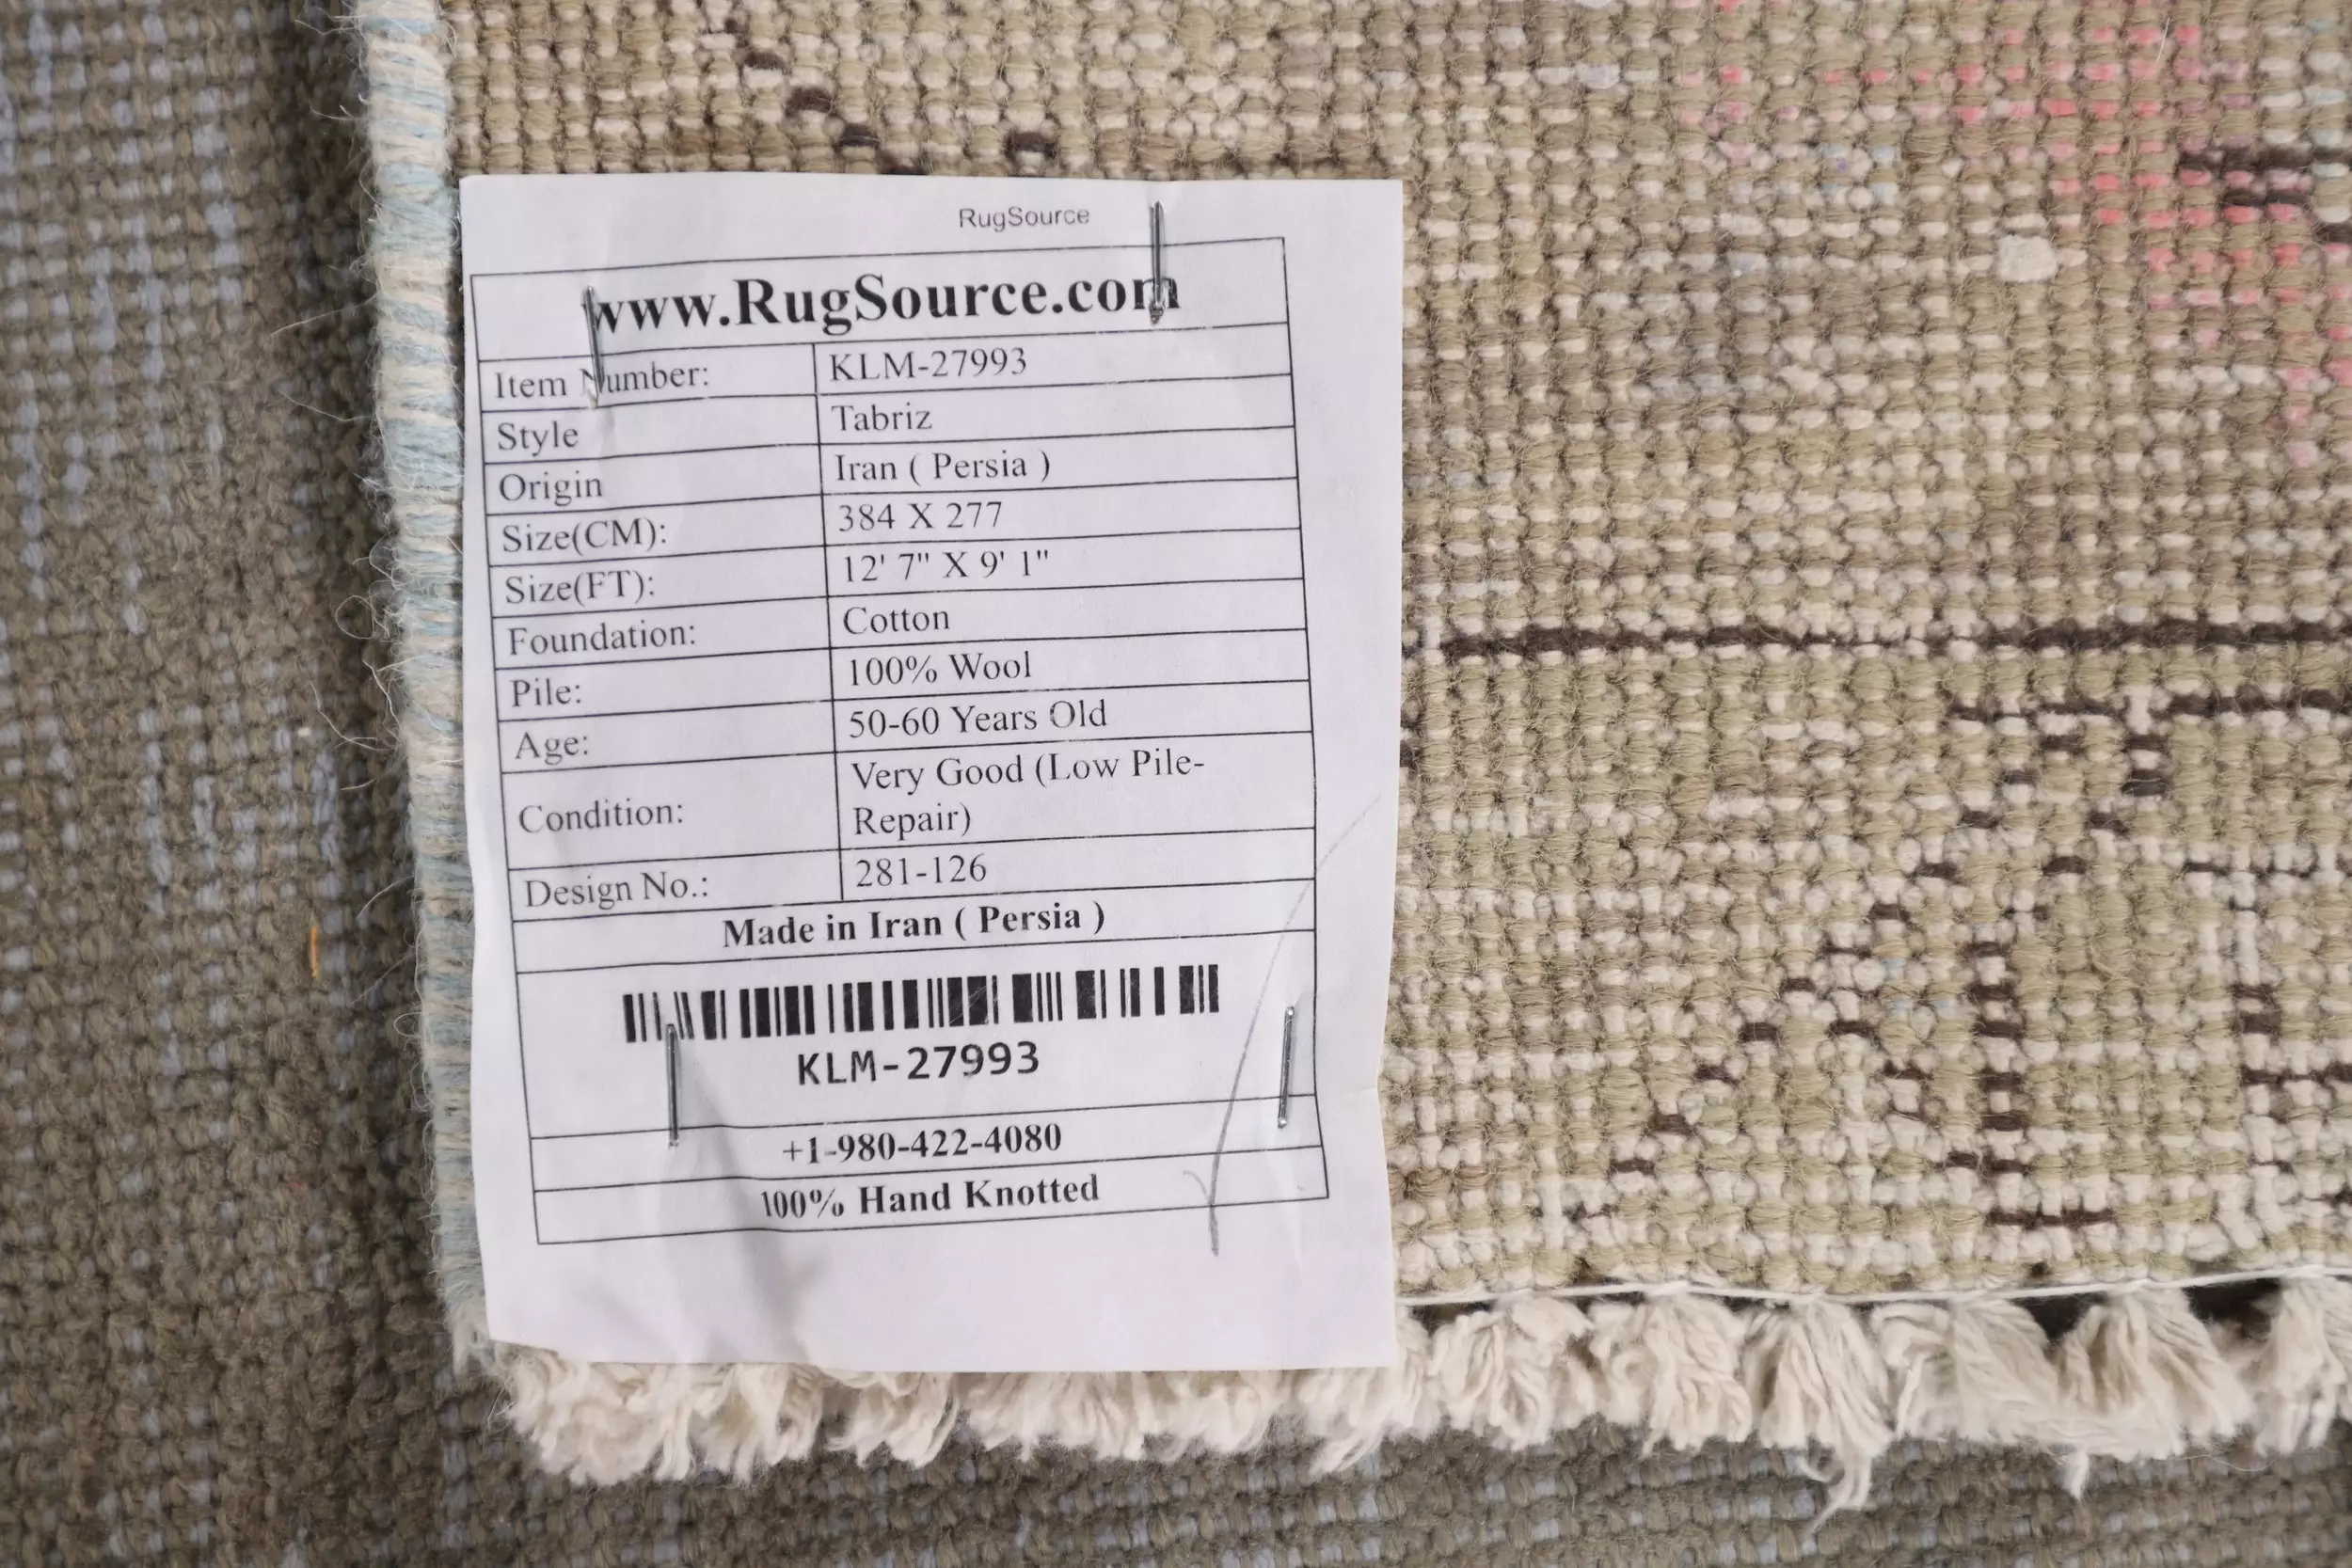 RugSource
www.RugSource.com
Item Number: KLM-27993
Style Tabriz
Origin Iran ( Persia )
Size(CM): 384 X 277
Size(FT): 12' 7" X 9' 1"
Foundation: Cotton
Pile: 100% Wool
Age: 50-60 Years Old
Condition: Very Good (Low Pile-
Repair)
Design No.: 281-126
Made in Iran ( Persia )
KLM-27993
+1-980-422-4080
100% Hand Knotted